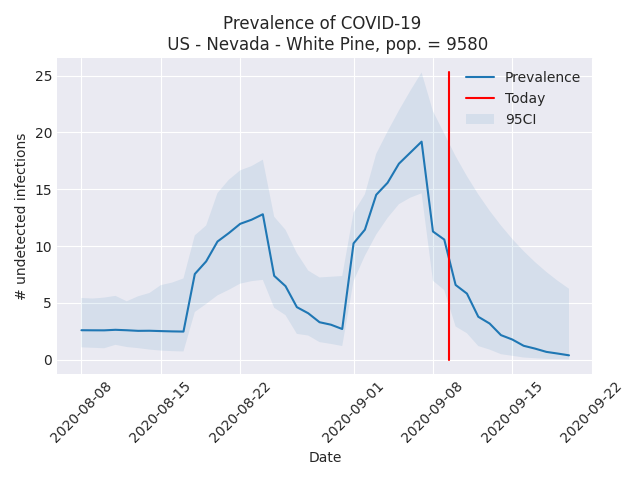 Prevalence of COVID-19
US - Nevada - White Pine, pop. = 9580
25
20
15
10
5
0
# undetected infections
Prevalence
Today
95CI
2020-08-08
2020-08-15
2020-08-22
2020-09-01
2020-09-08
2020-09-15
2020-09-22
Date